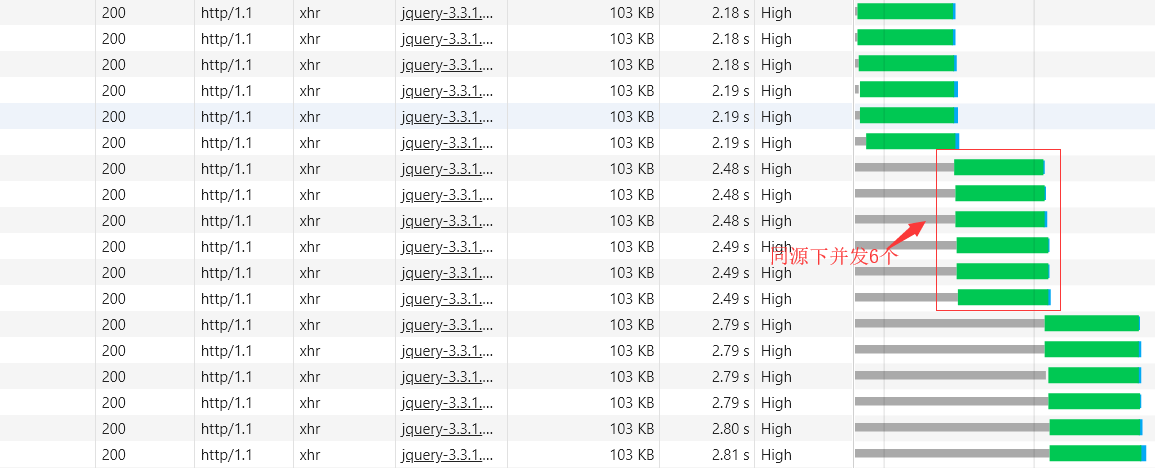 200 http/1.1 xhr jquery-3.3.1.... 103 KB 2.18 s High
200 http/1.1 xhr jquery-3.3.1.... 103 KB 2.18 s High
200 http/1.1 xhr jquery-3.3.1.... 103 KB 2.18 s High
200 http/1.1 xhr jquery-3.3.1.... 103 KB 2.19 s High
200 http/1.1 xhr jquery-3.3.1.... 103 KB 2.19 s High
200 http/1.1 xhr jquery-3.3.1.... 103 KB 2.19 s High
200 http/1.1 xhr jquery-3.3.1.... 103 KB 2.48 s High
200 http/1.1 xhr jquery-3.3.1.... 103 KB 2.48 s High
200 http/1.1 xhr jquery-3.3.1.... 103 KB 2.48 s High
200 http/1.1 xhr jquery-3.3.1.... 103 KB 2.49 s High
同源下并发6个
200 http/1.1 xhr jquery-3.3.1.... 103 KB 2.49 s High
200 http/1.1 xhr jquery-3.3.1.... 103 KB 2.49 s High
200 http/1.1 xhr jquery-3.3.1.... 103 KB 2.79 s High
200 http/1.1 xhr jquery-3.3.1.... 103 KB 2.79 s High
200 http/1.1 xhr jquery-3.3.1.... 103 KB 2.79 s High
200 http/1.1 xhr jquery-3.3.1.... 103 KB 2.79 s High
200 http/1.1 xhr jquery-3.3.1.... 103 KB 2.80 s High
200 http/1.1 xhr jquery-3.3.1.... 103 KB 2.81 s High